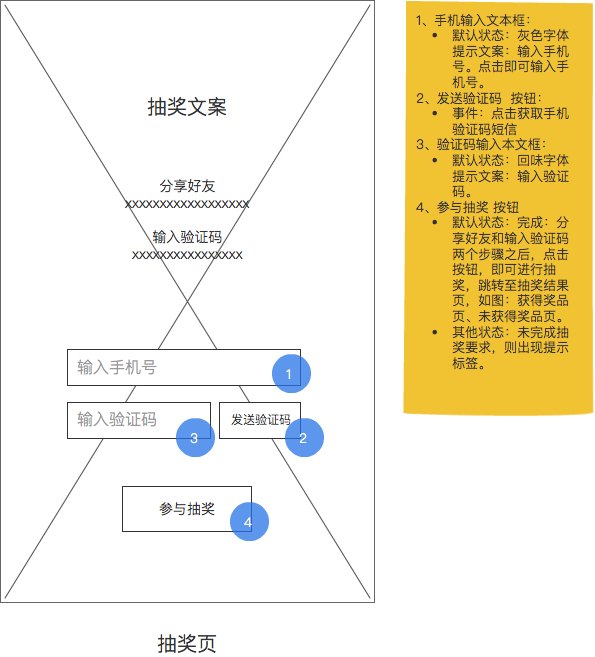 抽奖文案
分享好友
xxxxxxxxxxxxxxxxxx
输入验证码
xxxxxxxxxxxxxxxx
输入手机号
1
输入验证码
3
发送验证码
2
参与抽奖
4
抽奖页
1、手机输入文本框：
• 默认状态：灰色字体
提示文案：输入手机
号。点击即可输入手
机号。
2、发送验证码 按钮：
• 事件：点击获取手机
验证码短信
3、验证码输入本文框：
• 默认状态：回味字体
提示文案：输入验证
码。
4、参与抽奖 按钮
• 默认状态：完成：分
享好友和输入验证码
两个步骤之后，点击
按钮，即可进行抽
奖，跳转至抽奖结果
页，如图：获得奖品
页、未获得奖品页。
• 其他状态：未完成抽
奖要求，则出现提示
标签。